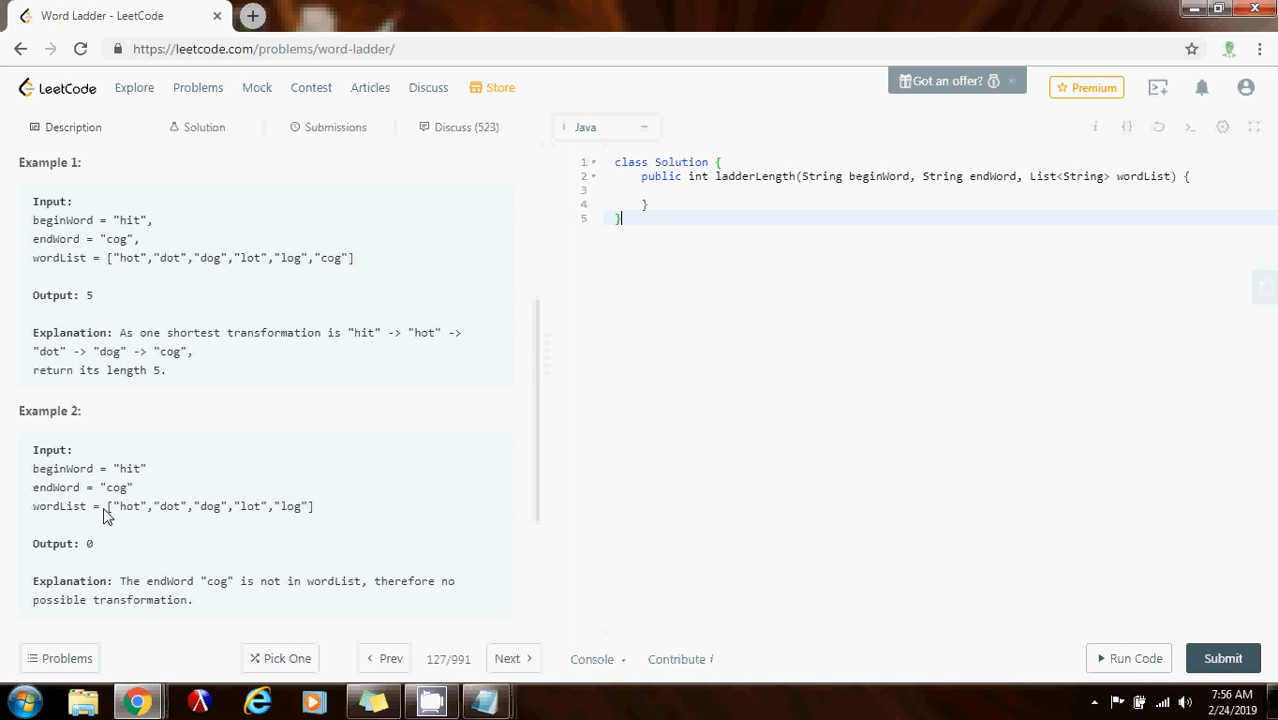 Word Ladder - LeetCode
https://leetcode.com/problems/word-ladder/
LeetCode
Explore
Problems
Mock
Contest
Articles
Discuss
Store
Got an offer?
Premium
Description
Solution
Submissions
Discuss (523)
Java
Example 1:
Input:
beginWord = "hit",
endWord = "cog",
wordList = ["hot","dot","dog","lot","log","cog"]
Output: 5
Explanation: As one shortest transformation is "hit" -> "hot" ->
"dot" -> "dog" -> "cog",
return its length 5.
Example 2:
Input:
beginWord = "hit"
endWord = "cog"
wordList = ["hot","dot","dog","lot","log"]
Output: 0
Explanation: The endWord "cog" is not in wordList, therefore no
possible transformation.
1 class Solution {
2 public int ladderLength(String beginWord, String endWord, List<String> wordList) {
3
4 }
5 }
Problems
Pick One
Prev
127/991
Next
Console
Contribute i
Run Code
Submit
7:56 AM
2/24/2019